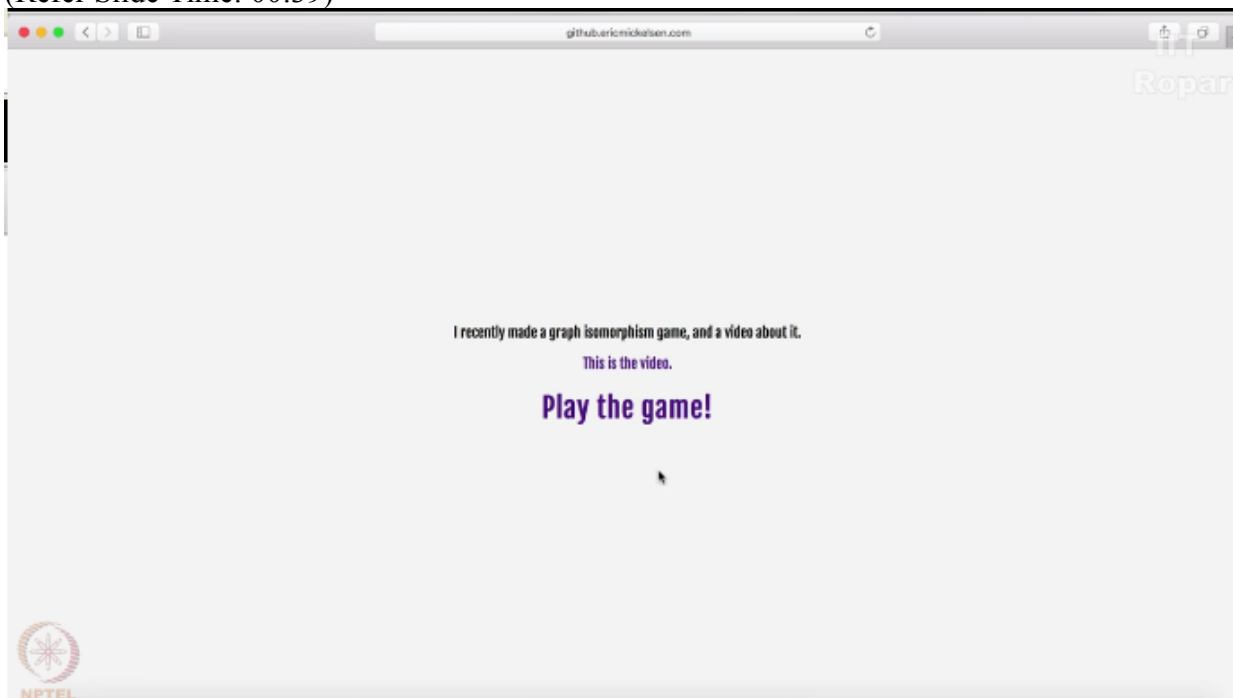 (Refer Slide Time: 00:39)
github.ericmickelsen.com
IIT
Ropar
I recently made a graph isomorphism game, and a video about it.
This is the video.
Play the game!
NPTEL